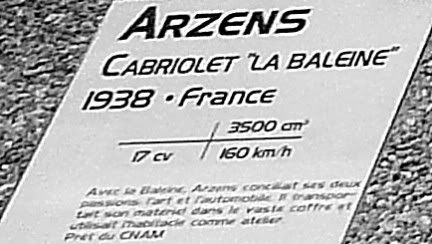 ARZENS
CABRIOLET "LA BALEINE"
1938 • FRANCE
3500 cm³
17 cv 160 km/h
Avec la Baleine, Arzens conciliait ses deux
passions, l'art et l'automobile. Il transpor-
tait son matériel dans le vaste coffre et
utilisait l'habitacle comme atelier.
Prêt du CNAM